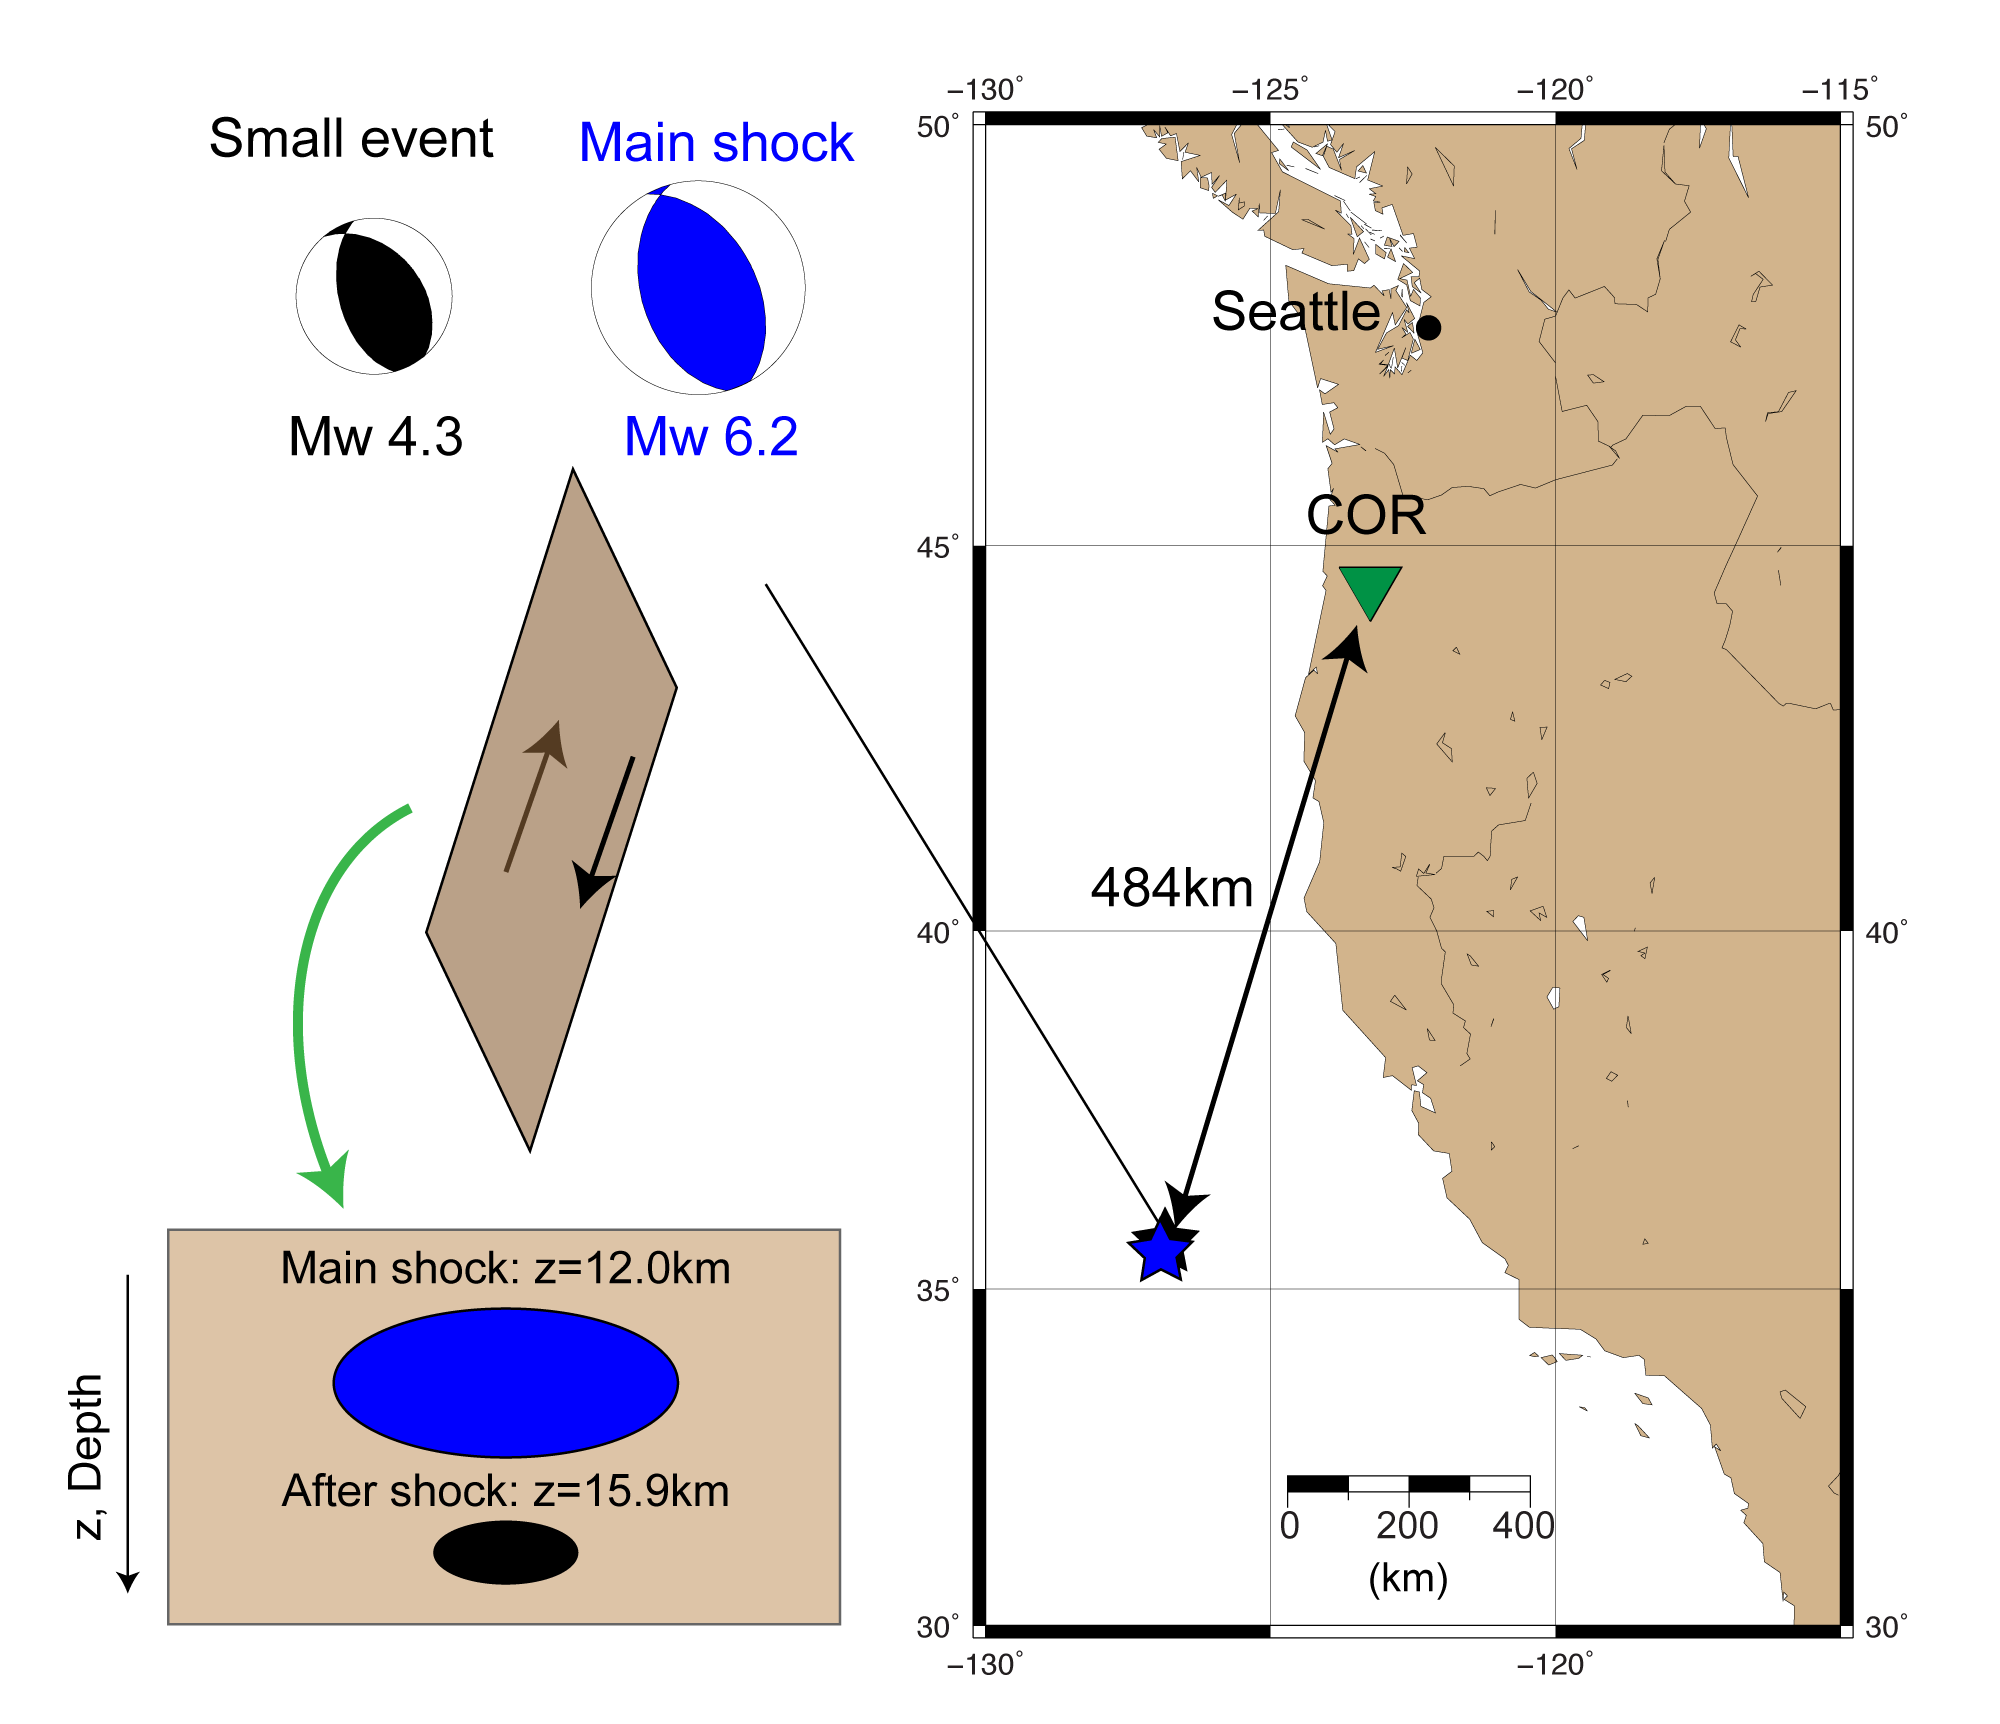 Small event
Main shock
Mw 4.3
Mw 6.2
Main shock: z=12.0km
After shock: z=15.9km
z, Depth
−130°
−125°
−120°
−115°
50°
50°
Seattle
COR
45°
484km
40°
40°
35°
0
200
400
(km)
30°
30°
−130°
−120°